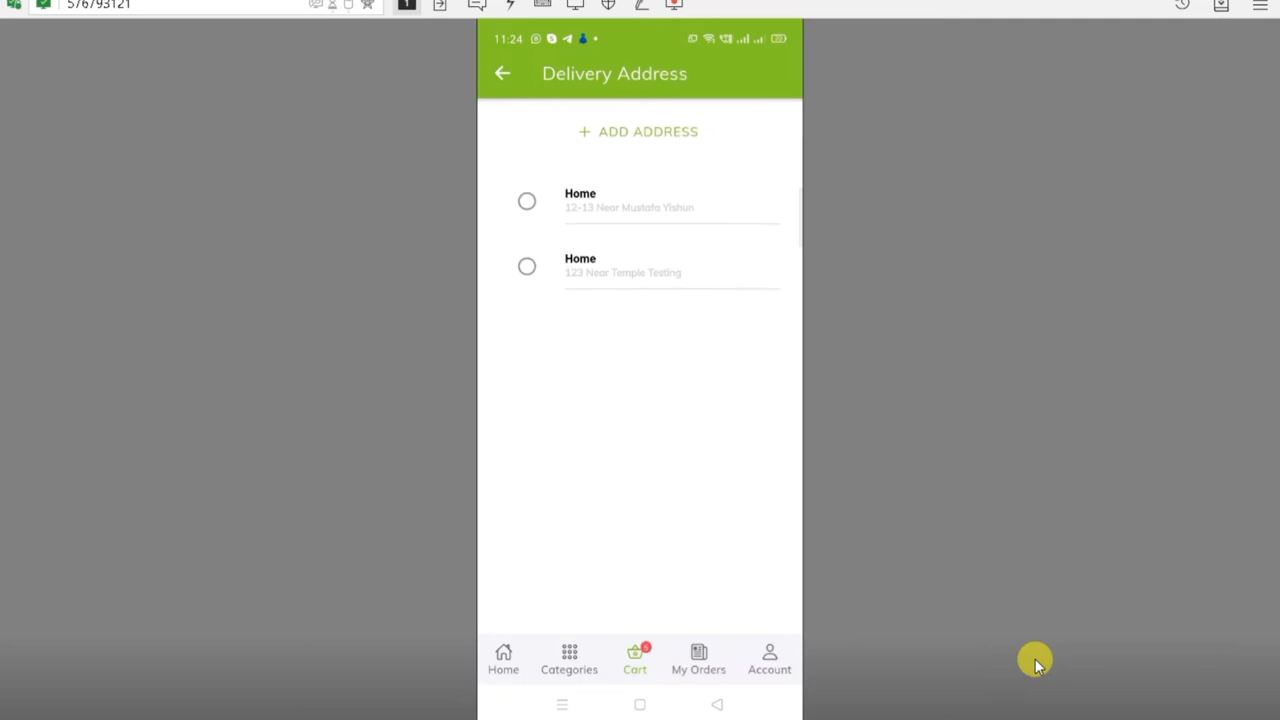 576793121
11:24
Delivery Address
+ ADD ADDRESS
Home
12-13 Near Mustafa Yishun
Home
123 Near Temple Testing
5
Home
Categories
Cart
My Orders
Account